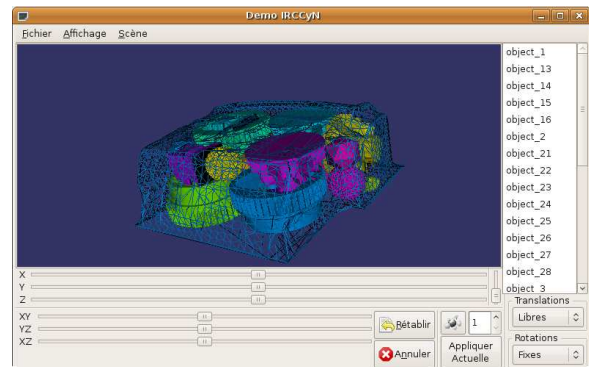 Demo IRCCyN
Fichier Affichage Scène
object_1
object_13
object_14
object_15
object_16
object_2
object_21
object_22
object_23
object_24
object_25
object_26
object_27
object_28
object_3
X
Y
Z
XY
YZ
XZ
Rétablir
Annuler
1
Appliquer
Actuelle
Translations
Libres
Rotations
Fixes